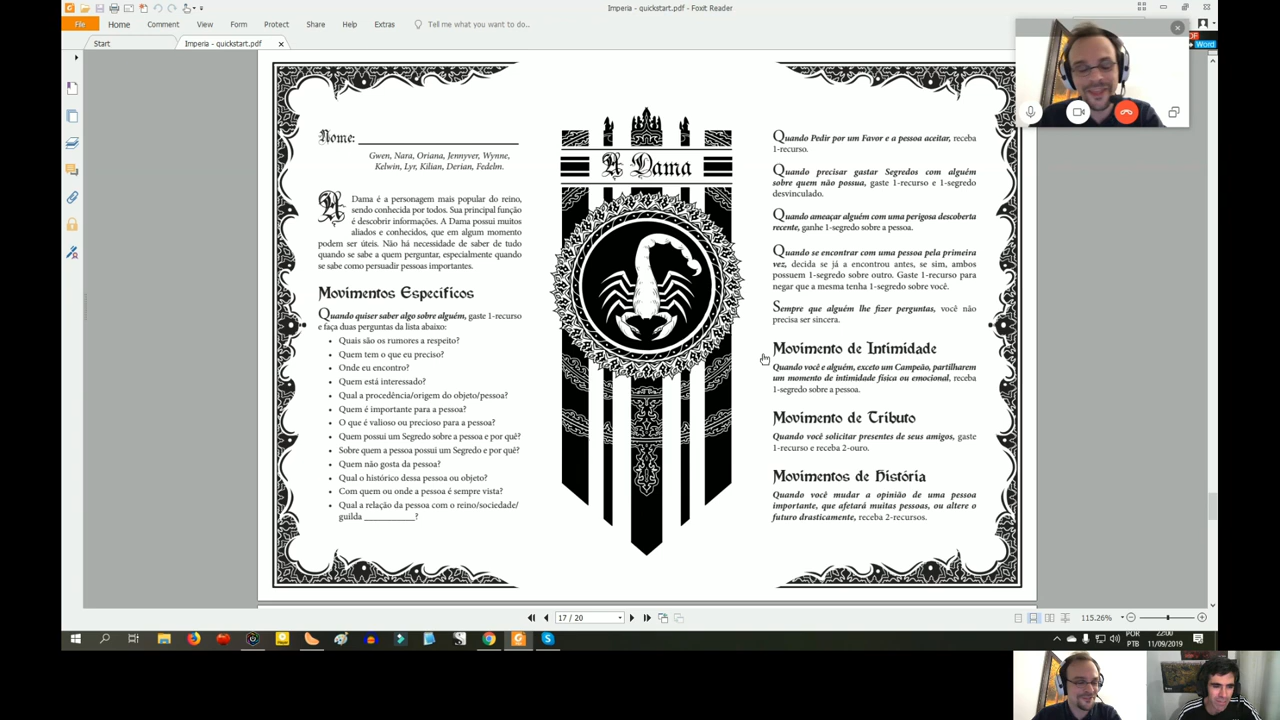 Imperia - quickstart.pdf - Foxit Reader
File Home Comment View Form Protect Share Help Extras Tell me what you want to do..
Start Imperia - quickstart.pdf
Word
Nome:
Gwen, Nara, Oriana, Jennyver, Wynne,
Kelwin, Lyr, Kilian, Derian, Fedelm.
A Dama é a personagem mais popular do reino,
sendo conhecida por todos. Sua principal função
é descobrir informações. A Dama possui muitos
aliados e conhecidos, que em algum momento
podem ser úteis. Não há necessidade de saber de tudo
quando se sabe a quem perguntar, especialmente quando
se sabe como persuadir pessoas importantes.
Movimentos Específicos
Quando quiser saber algo sobre alguém, gaste 1-recurso
e faça duas perguntas da lista abaixo:
• Quais são os rumores a respeito?
• Quem tem o que eu preciso?
• Onde eu encontro?
• Quem está interessado?
• Qual a procedência/origem do objeto/pessoa?
• Quem é importante para a pessoa?
• O que é valioso ou precioso para a pessoa?
• Quem possui um Segredo sobre a pessoa e por quê?
• Sobre quem a pessoa possui um Segredo e por quê?
• Quem não gosta da pessoa?
• Qual o histórico dessa pessoa ou objeto?
• Com quem ou onde a pessoa é sempre vista?
• Qual a relação da pessoa com o reino/sociedade/
guilda ___________?
A Dama
Quando Pedir por um Favor e a pessoa aceitar, receba
1-recurso.
Quando precisar gastar Segredos com alguém
sobre quem não possua, gaste 1-recurso e 1-segredo
desvinculado.
Quando ameaçar alguém com uma perigosa descoberta
recente, ganhe 1-segredo sobre a pessoa.
Quando se encontrar com uma pessoa pela primeira
vez, decida se já a encontrou antes, se sim, ambos
possuem 1-segredo sobre outro. Gaste 1-recurso para
negar que a mesma tenha 1-segredo sobre você.
Sempre que alguém lhe fizer perguntas, você não
precisa ser sincera.
Movimento de Intimidade
Quando você e alguém, exceto um Campeão, partilharem
um momento de intimidade física ou emocional, receba
1-segredo sobre a pessoa.
Movimento de Tributo
Quando você solicitar presentes de seus amigos, gaste
1-recurso e receba 2-ouro.
Movimentos de História
Quando você mudar a opinião de uma pessoa
importante, que afetará muitas pessoas, ou altere o
futuro drasticamente, receba 2-recursos.
17 / 20
115.26%
POR
PTB
22:00
11/09/2019